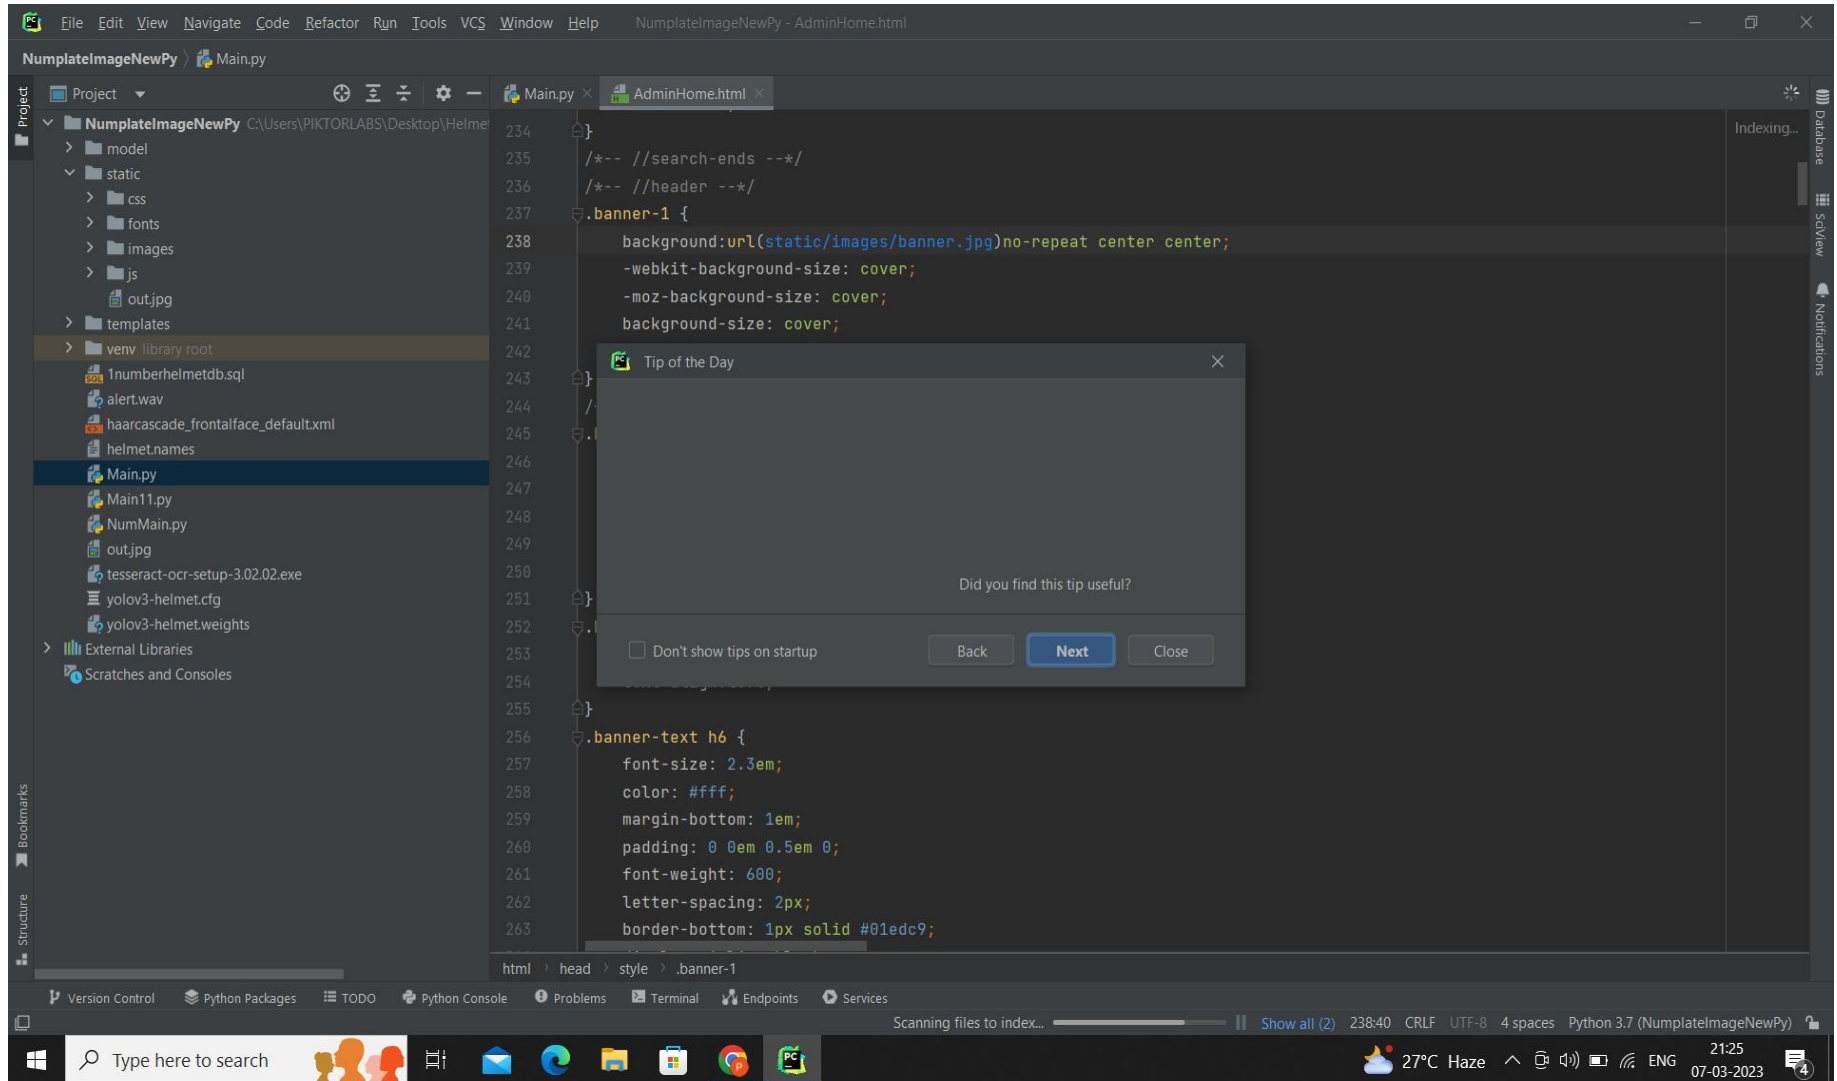 File Edit View Navigate Code Refactor Run Tools VCS Window Help NumplateImageNewPy - AdminHome.html
NumplateImageNewPy Main.py
Project
Project
Main.py
AdminHome.html
NumplateImageNewPy C:\Users\PIKTORLABS\Desktop\Helme
model
static
css
fonts
images
js
out.jpg
templates
venv library root
1numberhelmetdb.sql
alert.wav
haarcascade_frontalface_default.xml
helmet.names
Main.py
Main11.py
NumMain.py
out.jpg
tesseract-ocr-setup-3.02.02.exe
yolov3-helmet.cfg
yolov3-helmet.weights
External Libraries
Scratches and Consoles
Bookmarks
Structure
234 }
235 /*-- //search-ends --*/
236 /*-- //header --*/
237 .banner-1 {
238 background:url(static/images/banner.jpg)no-repeat center center;
239 -webkit-background-size: cover;
240 -moz-background-size: cover;
241 background-size: cover;
242
243 }
244 /
245 .
246
247
248
249
250
251 }
252 .
253
254
255 }
256 .banner-text h6 {
257 font-size: 2.3em;
258 color: #fff;
259 margin-bottom: 1em;
260 padding: 0 0em 0.5em 0;
261 font-weight: 600;
262 letter-spacing: 2px;
263 border-bottom: 1px solid #01edc9;
Tip of the Day
Did you find this tip useful?
Don't show tips on startup
Back
Next
Close
Indexing...
Database
SciView
Notifications
html head style .banner-1
Version Control Python Packages TODO Python Console Problems Terminal Endpoints Services
Scanning files to index... Show all (2) 238:40 CRLF UTF-8 4 spaces Python 3.7 (NumplateImageNewPy)
Type here to search
27°C Haze
ENG
21:25
07-03-2023
4